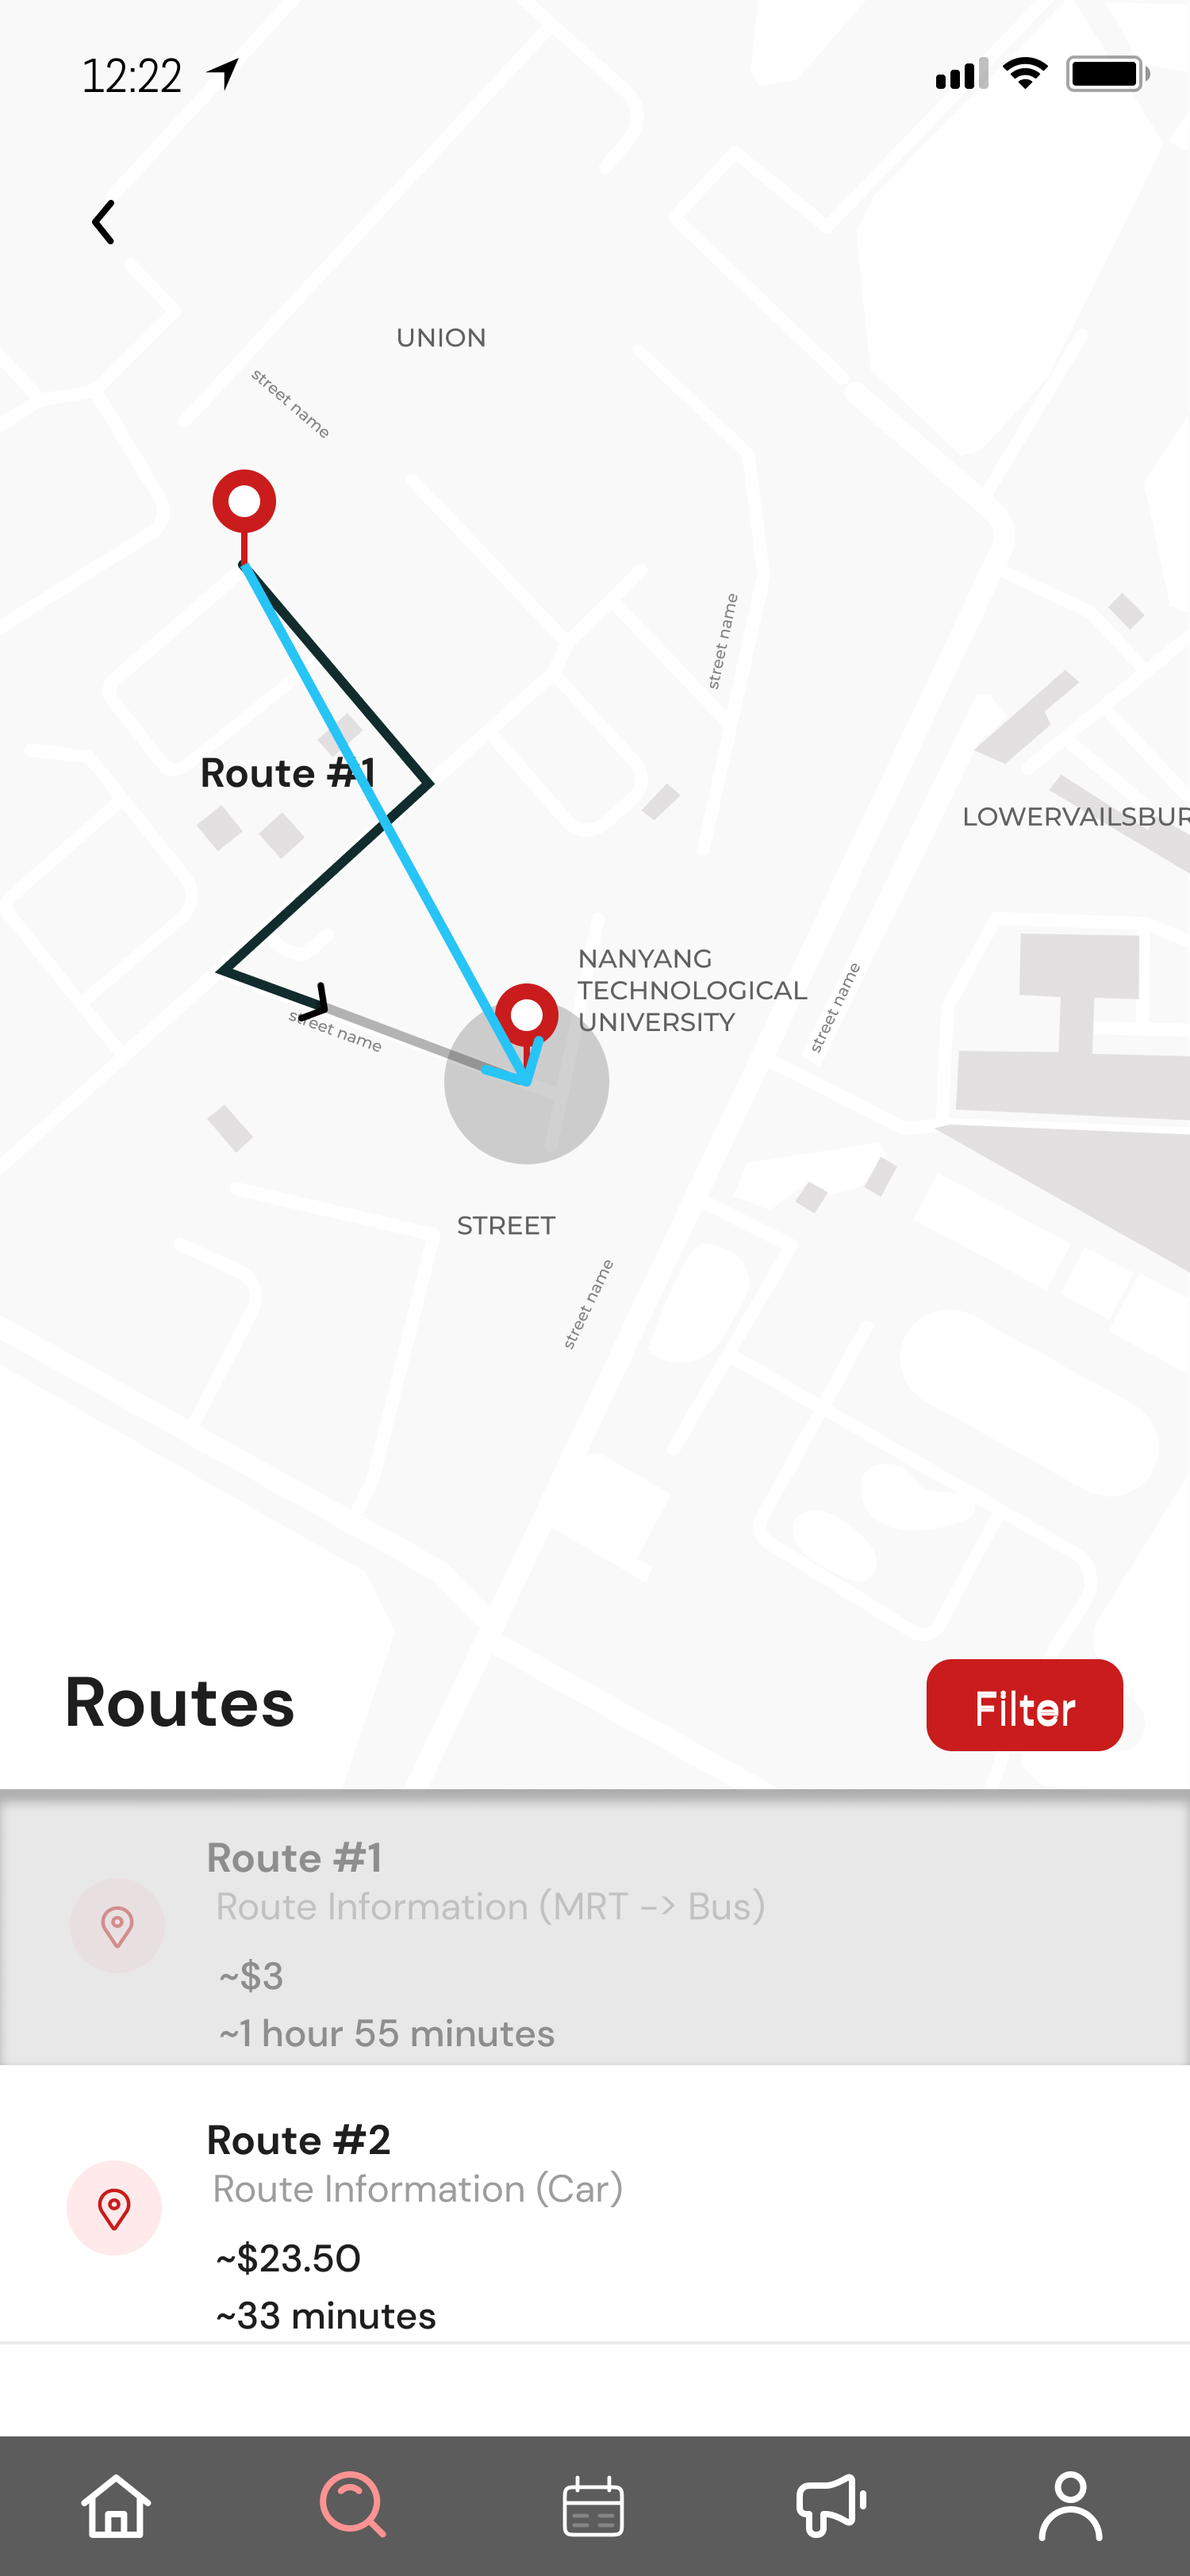 12:22
UNION
street name
street name
Route #1
LOWERVAILSBUR
NANYANG
TECHNOLOGICAL
UNIVERSITY
street name
street name
STREET
street name
Routes
Filter
Route #1
Route Information (MRT -> Bus)
~$3
~1 hour 55 minutes
Route #2
Route Information (Car)
~$23.50
~33 minutes